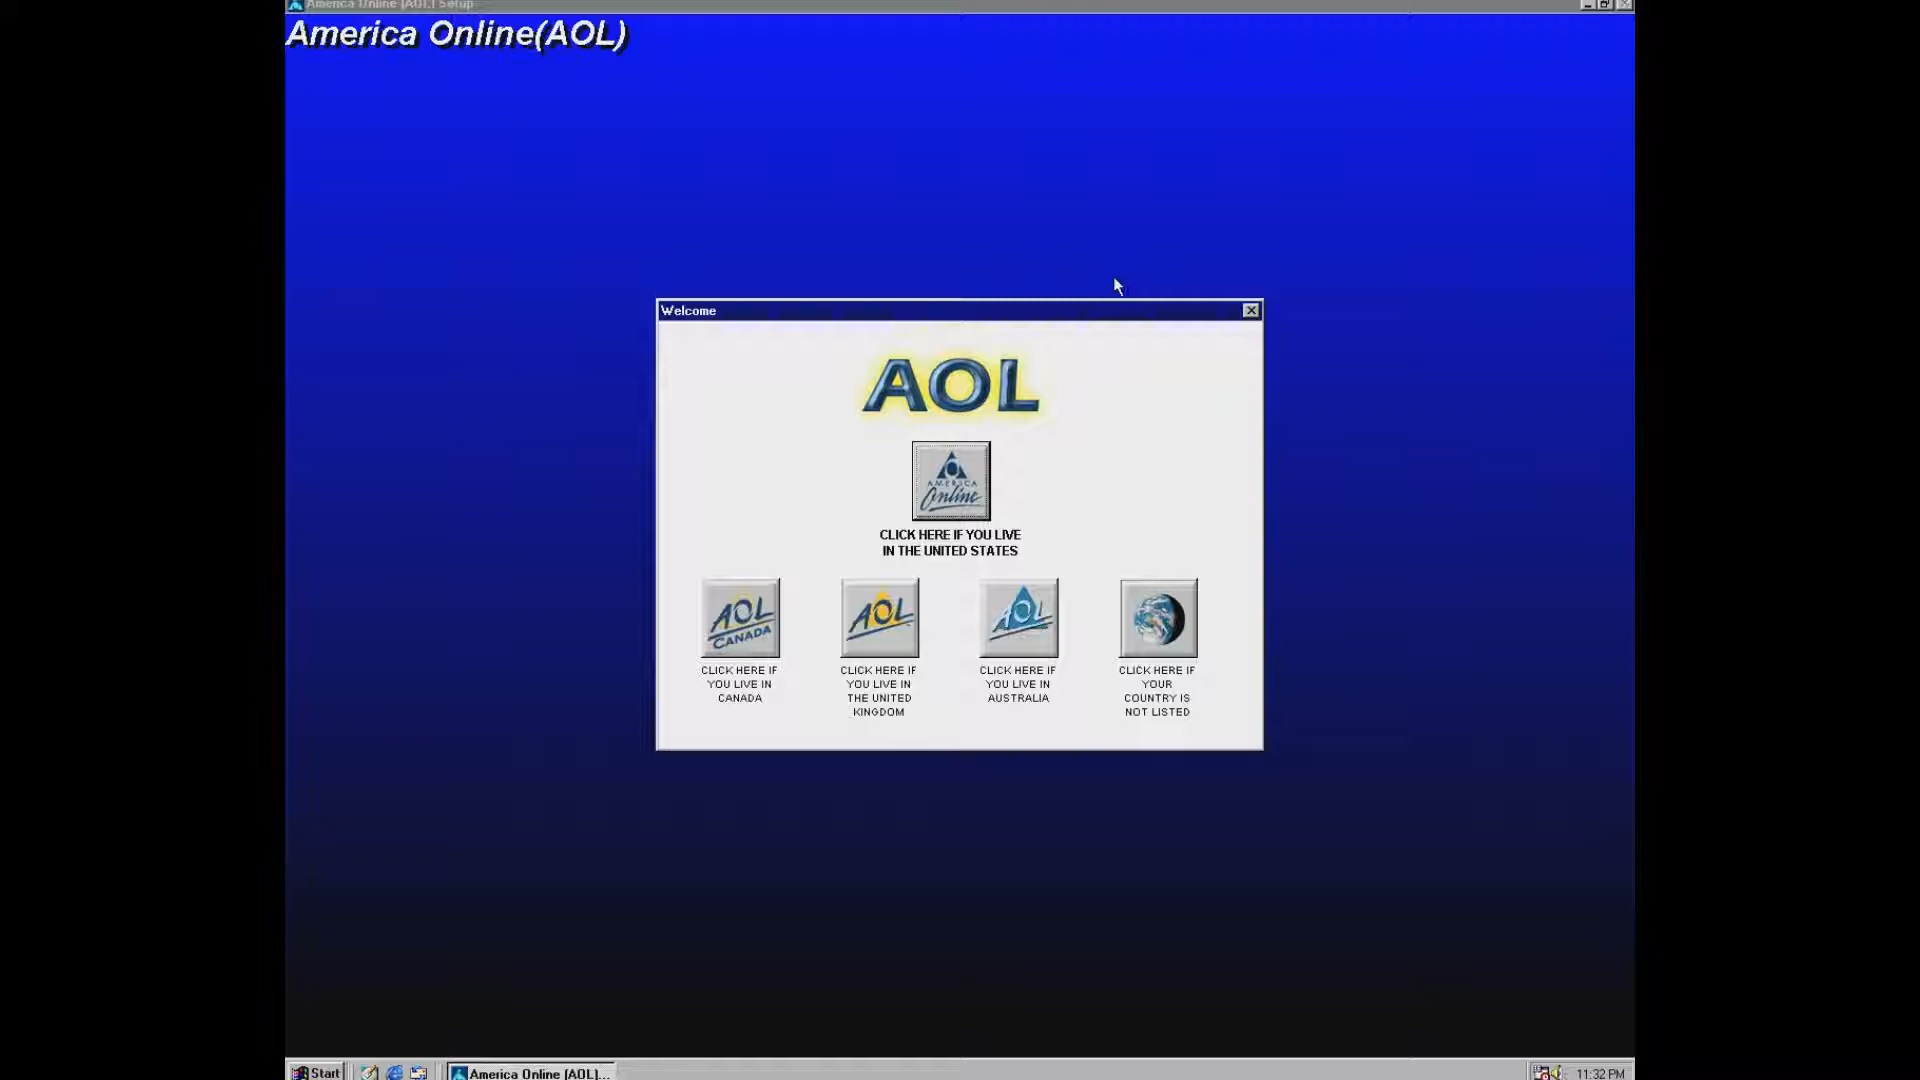 America Online (AOL) Setup
America Online(AOL)
Welcome
AOL
AMERICA
Online
CLICK HERE IF YOU LIVE
IN THE UNITED STATES
AOL
CANADA
AOL
AOL
CLICK HERE IF
YOU LIVE IN
CANADA
CLICK HERE IF
YOU LIVE IN
THE UNITED
KINGDOM
CLICK HERE IF
YOU LIVE IN
AUSTRALIA
CLICK HERE IF
YOUR
COUNTRY IS
NOT LISTED
Start
America Online (AOL)...
11:32 PM